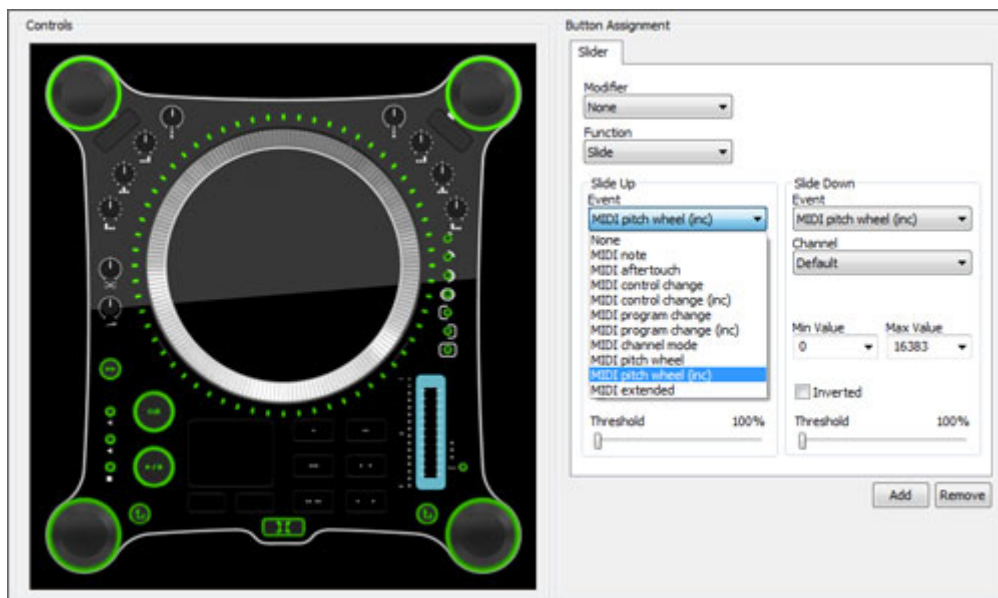 Controls
Button Assignment
Slider
Modifier
None
Function
Slide
Slide Up
Event
MIDI pitch wheel (inc)
None
MIDI note
MIDI aftertouch
MIDI control change
MIDI control change (inc)
MIDI program change
MIDI program change (inc)
MIDI channel mode
MIDI pitch wheel
MIDI pitch wheel (inc)
MIDI extended
Threshold 100%
Slide Down
Event
MIDI pitch wheel (inc)
Channel
Default
Min Value Max Value
0 16383
Inverted
Threshold 100%
Add Remove